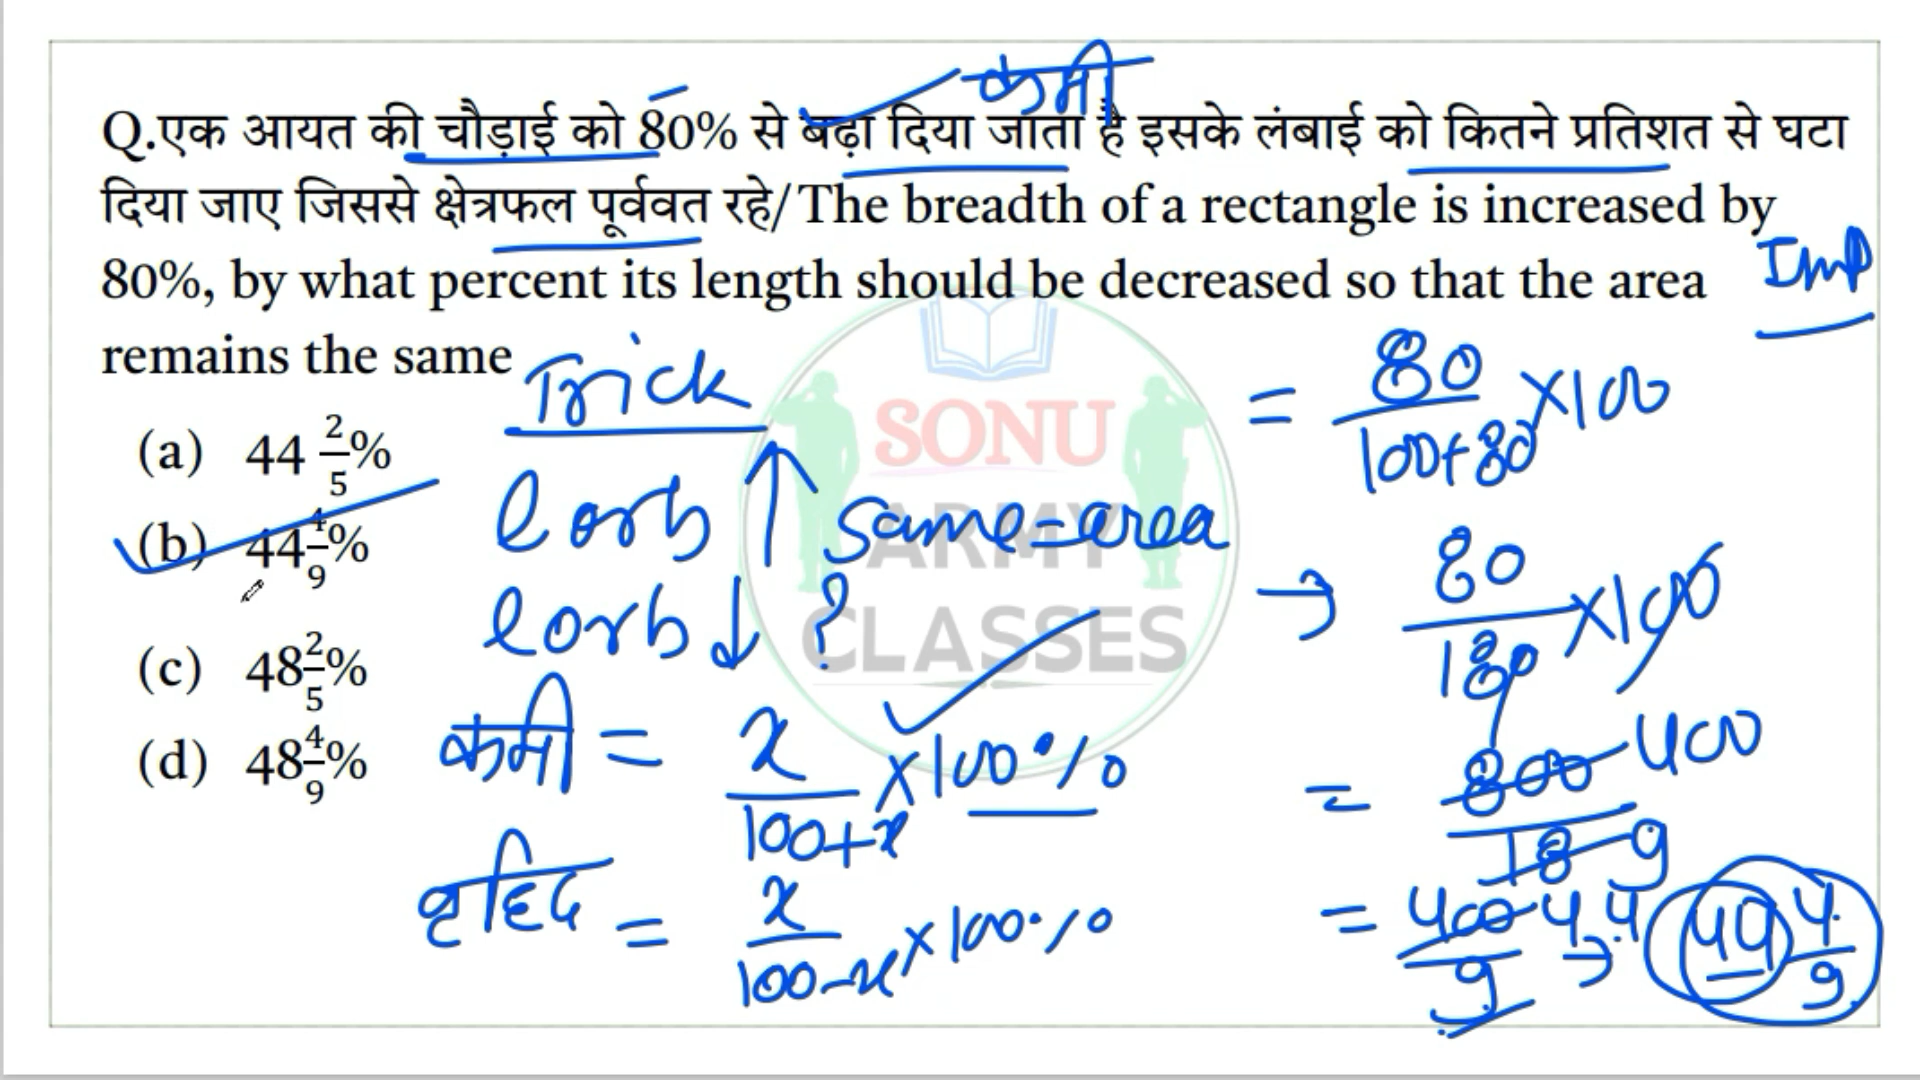 Q.एक आयत की चौड़ाई को 80% से बढ़ा दिया जाता है इसके लंबाई को कितने प्रतिशत से घटा
दिया जाए जिससे क्षेत्रफल पूर्ववत रहे/The breadth of a rectangle is increased by
80%, by what percent its length should be decreased so that the area
remains the same
(a) 44 2/5%
(b) 44 4/9%
(c) 48 2/5%
(d) 48 4/9%
कमी
Imp
Trick
l or b ↑ same=area
l or b ↓ ?
कमी = x/100+x ×100%
वृद्धि = x/100-x ×100%
= 80/100+80 ×100
→ 80/180 ×100
= 800/18 400 9
= 400/9 44 → 44 4/9
SONU
ARMY
CLASSES